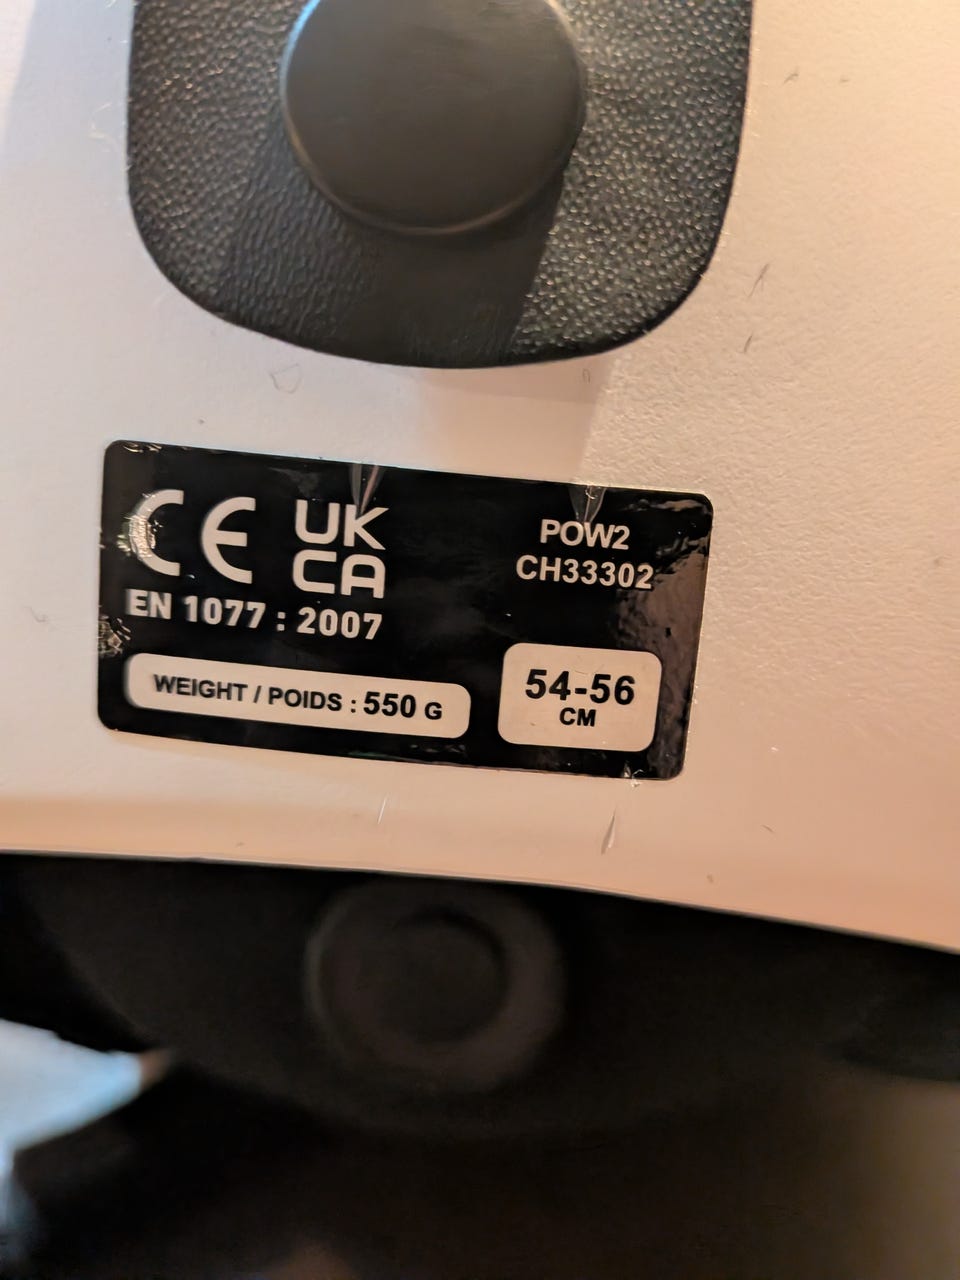 CE UK
CA
EN 1077 : 2007
WEIGHT / POIDS : 550 G
POW2
CH33302
54-56
CM